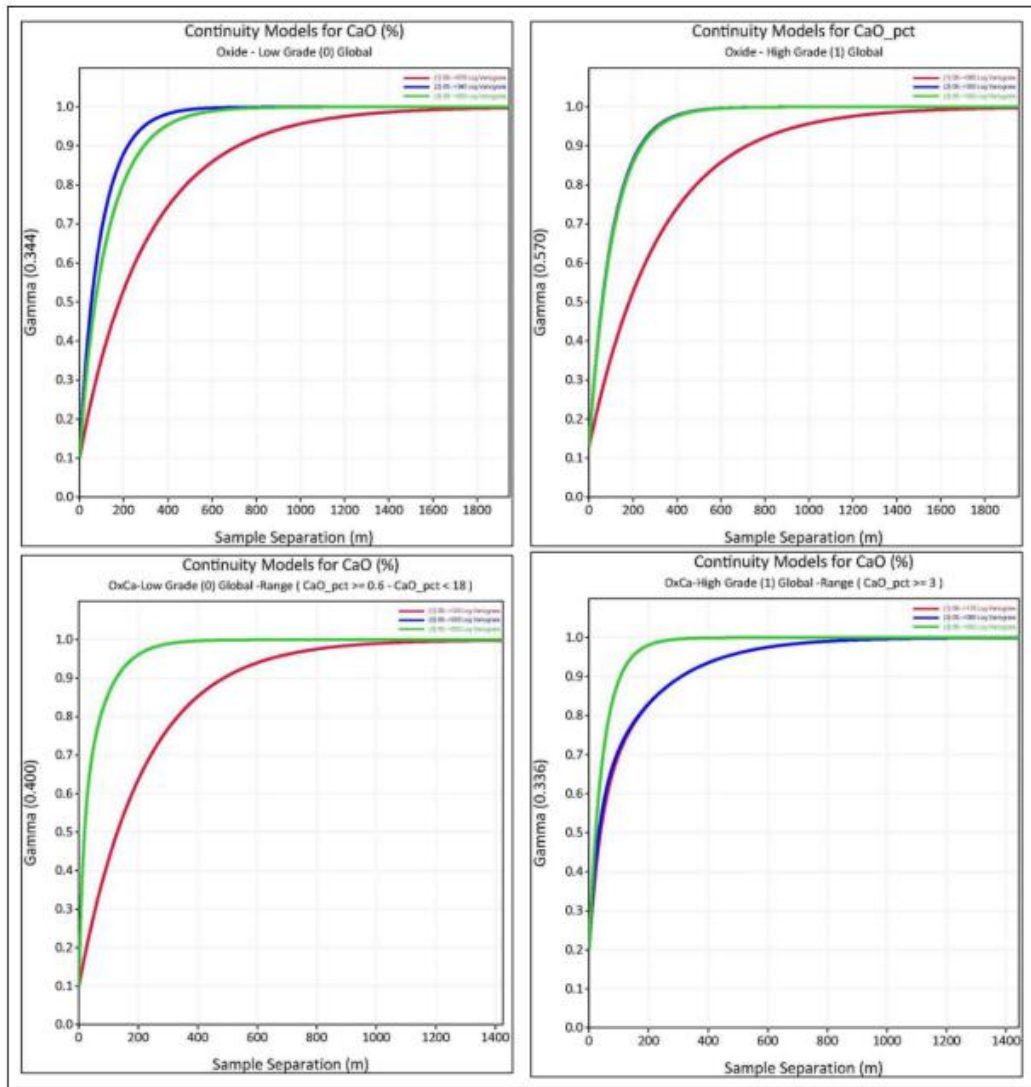 Continuity Models for CaO (%)
Oxide - Low Grade (0) Global
1.0
0.9
0.8
0.7
0.6
0.5
0.4
0.3
0.2
0.1
0.0
Gamma (0.344)
0 200 400 600 800 1000 1200 1400 1600 1800
Sample Separation (m)
Continuity Models for CaO_pct
Oxide - High Grade (1) Global
1.0
0.9
0.8
0.7
0.6
0.5
0.4
0.3
0.2
0.1
0.0
Gamma (0.570)
0 200 400 600 800 1000 1200 1400 1600 1800
Sample Separation (m)
Continuity Models for CaO (%)
OxCa-Low Grade (0) Global -Range ( CaO_pct >= 0.6 - CaO_pct < 18 )
1.0
0.9
0.8
0.7
0.6
0.5
0.4
0.3
0.2
0.1
0.0
Gamma (0.400)
0 200 400 600 800 1000 1200 1400
Sample Separation (m)
Continuity Models for CaO (%)
OxCa-High Grade (1) Global -Range ( CaO_pct >= 3 )
1.0
0.9
0.8
0.7
0.6
0.5
0.4
0.3
0.2
0.1
0.0
Gamma (0.336)
0 200 400 600 800 1000 1200 1400
Sample Separation (m)